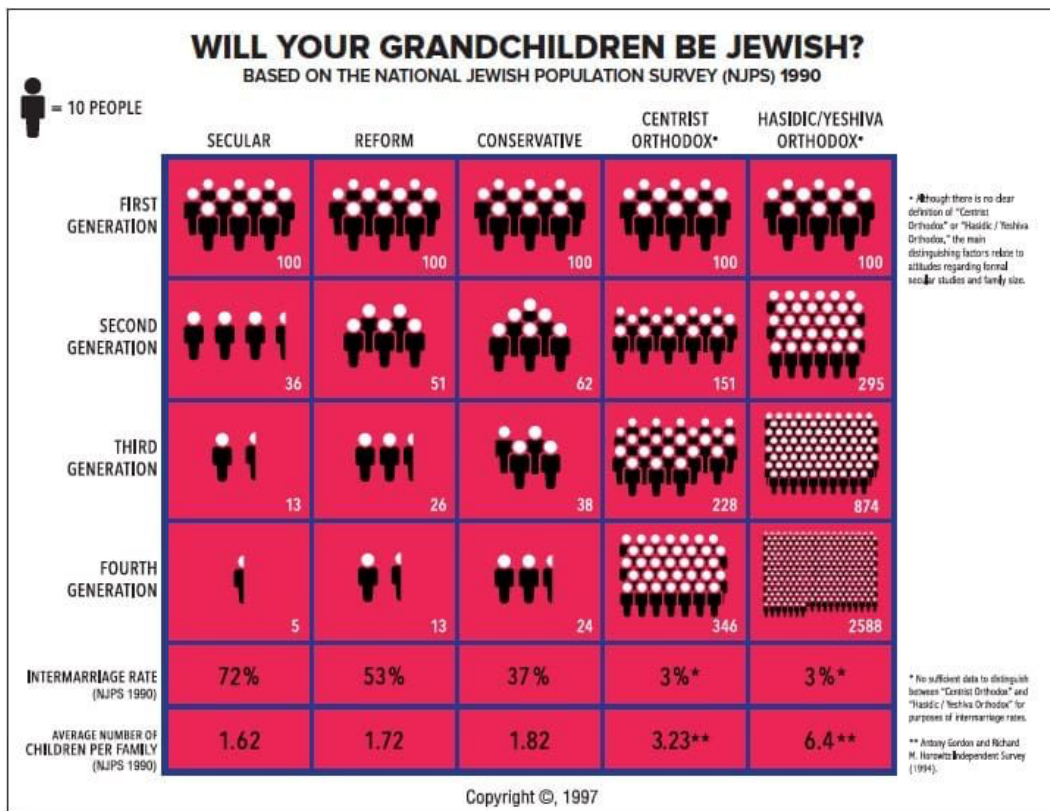 WILL YOUR GRANDCHILDREN BE JEWISH?
BASED ON THE NATIONAL JEWISH POPULATION SURVEY (NJPS) 1990
= 10 PEOPLE
SECULAR
REFORM
CONSERVATIVE
CENTRIST
ORTHODOX*
HASIDIC/YESHIVA
ORTHODOX*
FIRST
GENERATION
100
100
100
100
100
* Although there is no clear
definition of "Centrist
Orthodox" or "Hasidic / Yeshiva
Orthodox," the main
distinguishing factors relate to
attitudes regarding formal
secular studies and family size.
SECOND
GENERATION
36
51
62
151
295
THIRD
GENERATION
13
26
38
228
874
FOURTH
GENERATION
5
13
24
346
2588
INTERMARRIAGE RATE
(NJPS 1990)
72%
53%
37%
3%*
3%*
* No sufficient data to distinguish
between "Centrist Orthodox" and
"Hasidic / Yeshiva Orthodox" for
purposes of intermarriage rates.
AVERAGE NUMBER OF
CHILDREN PER FAMILY
(NJPS 1990)
1.62
1.72
1.82
3.23**
6.4**
** Antony Gordon and Richard
M. Horowitz Independent Survey
(1994).
Copyright ©, 1997